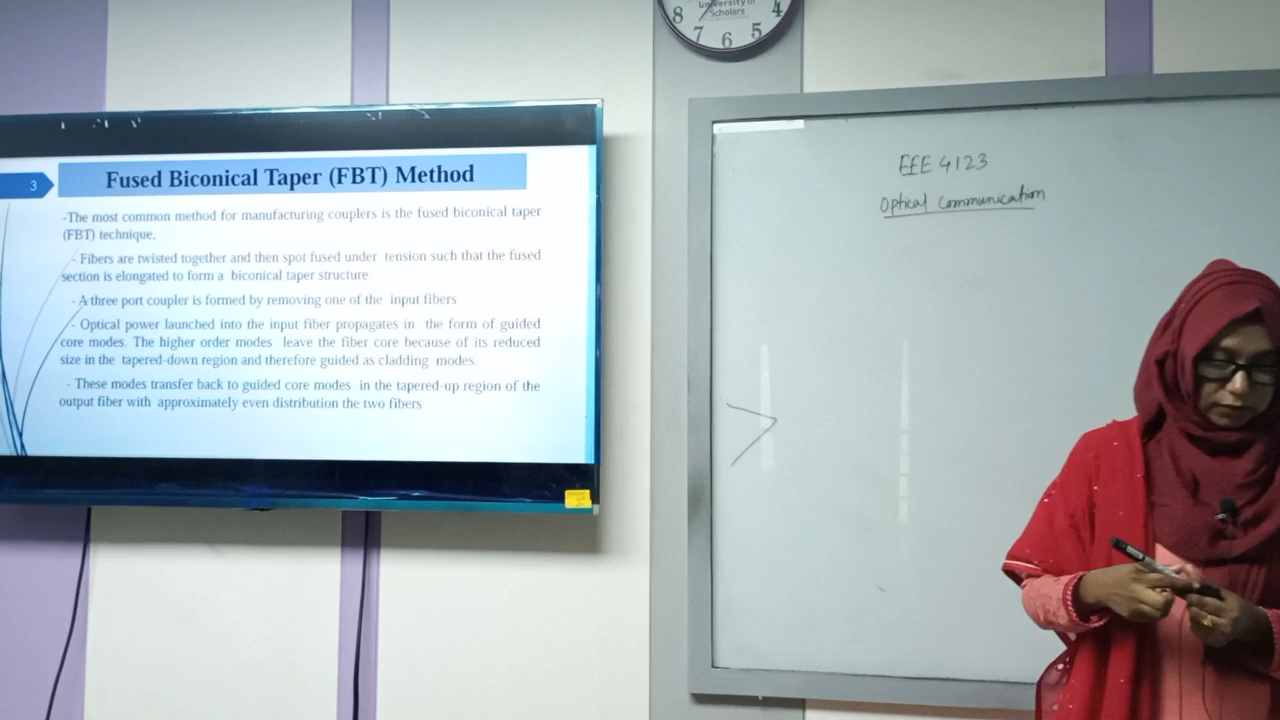 University of
Scholars
8 7 6 5 4
3
Fused Biconical Taper (FBT) Method
-The most common method for manufacturing couplers is the fused biconical taper
(FBT) technique.
- Fibers are twisted together and then spot fused under tension such that the fused
section is elongated to form a biconical taper structure.
- A three port coupler is formed by removing one of the input fibers
- Optical power launched into the input fiber propagates in the form of guided
core modes. The higher order modes leave the fiber core because of its reduced
size in the tapered-down region and therefore guided as cladding modes.
- These modes transfer back to guided core modes in the tapered-up region of the
output fiber with approximately even distribution the two fibers
EEE 4123
Optical Communication